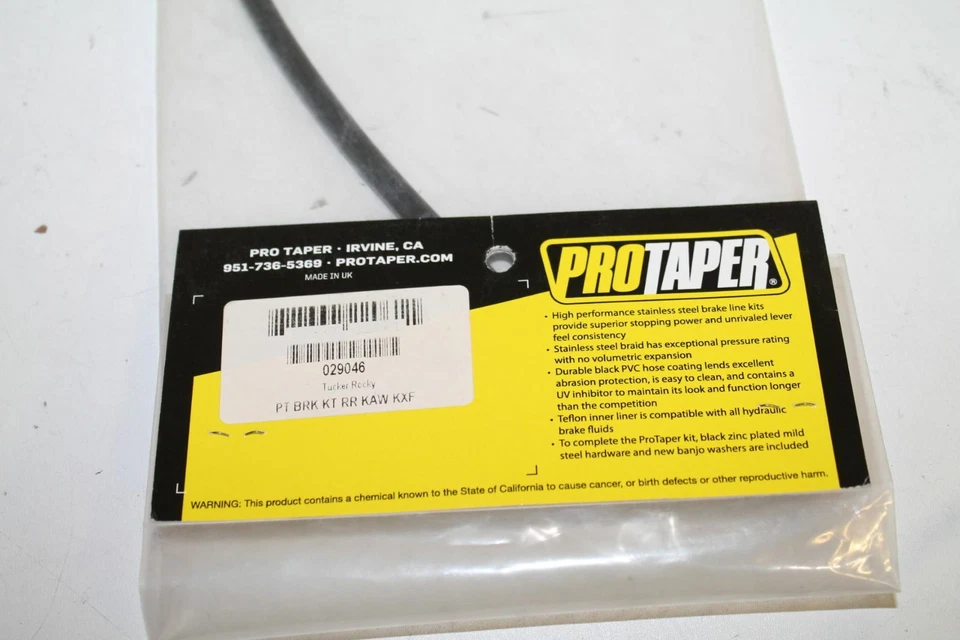 PRO TAPER · IRVINE, CA
951-736-5369 · PROTAPER.COM
MADE IN UK
029046
Tucker Rocky
PT BRK KT RR KAW KXF
PROTAPER®
• High performance stainless steel brake line kits
provide superior stopping power and unrivaled lever
feel consistency
• Stainless steel braid has exceptional pressure rating
with no volumetric expansion
• Durable black PVC hose coating lends excellent
abrasion protection, is easy to clean, and contains a
UV inhibitor to maintain its look and function longer
than the competition
• Teflon inner liner is compatible with all hydraulic
brake fluids
• To complete the ProTaper kit, black zinc plated mild
steel hardware and new banjo washers are included
WARNING: This product contains a chemical known to the State of California to cause cancer, or birth defects or other reproductive harm.